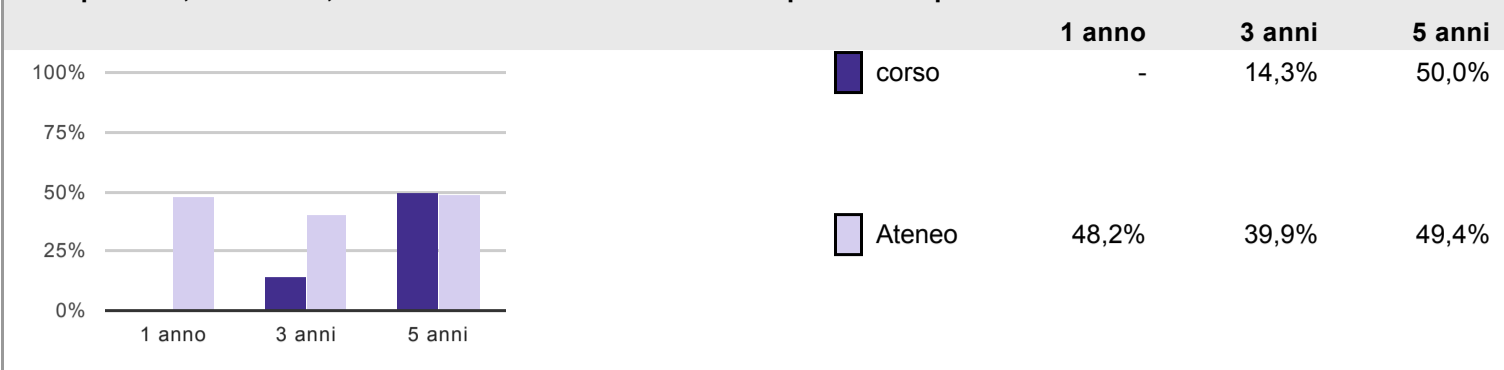 1 anno 3 anni 5 anni
100%
75%
50%
25%
0%
1 anno 3 anni 5 anni
corso - 14,3% 50,0%
Ateneo 48,2% 39,9% 49,4%